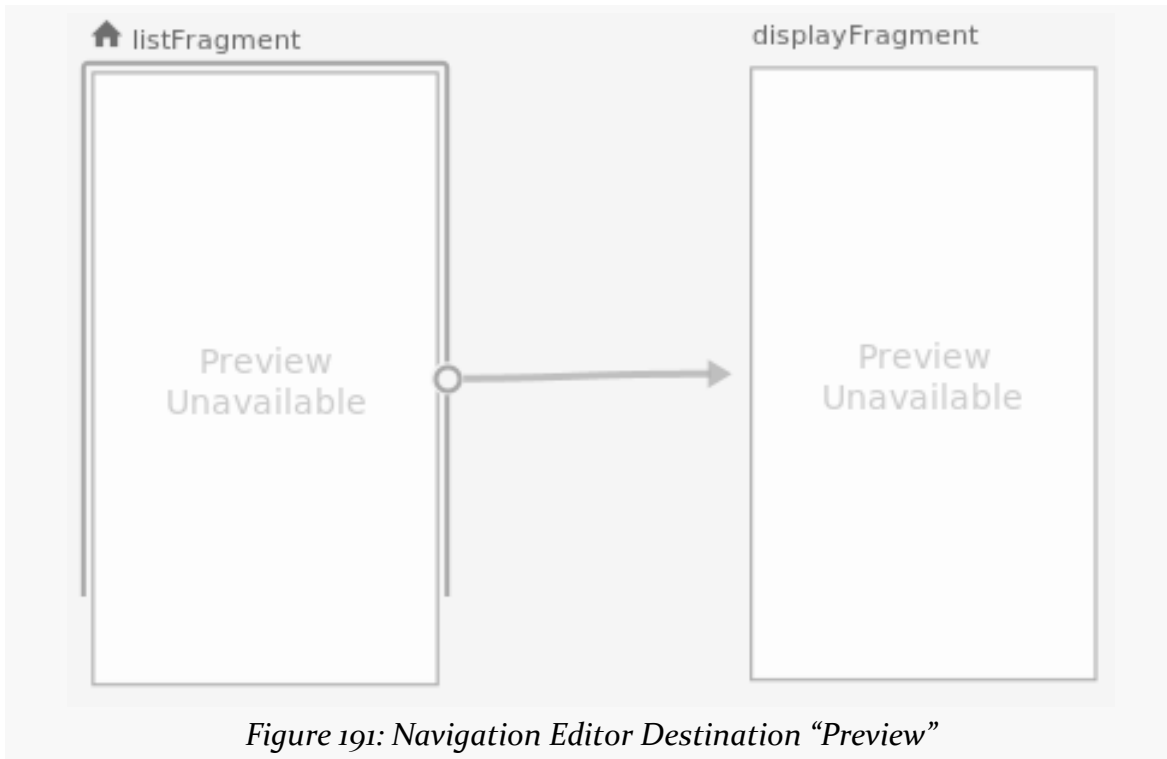 listFragment
displayFragment
Preview
Unavailable
Preview
Unavailable
Figure 191: Navigation Editor Destination “Preview”